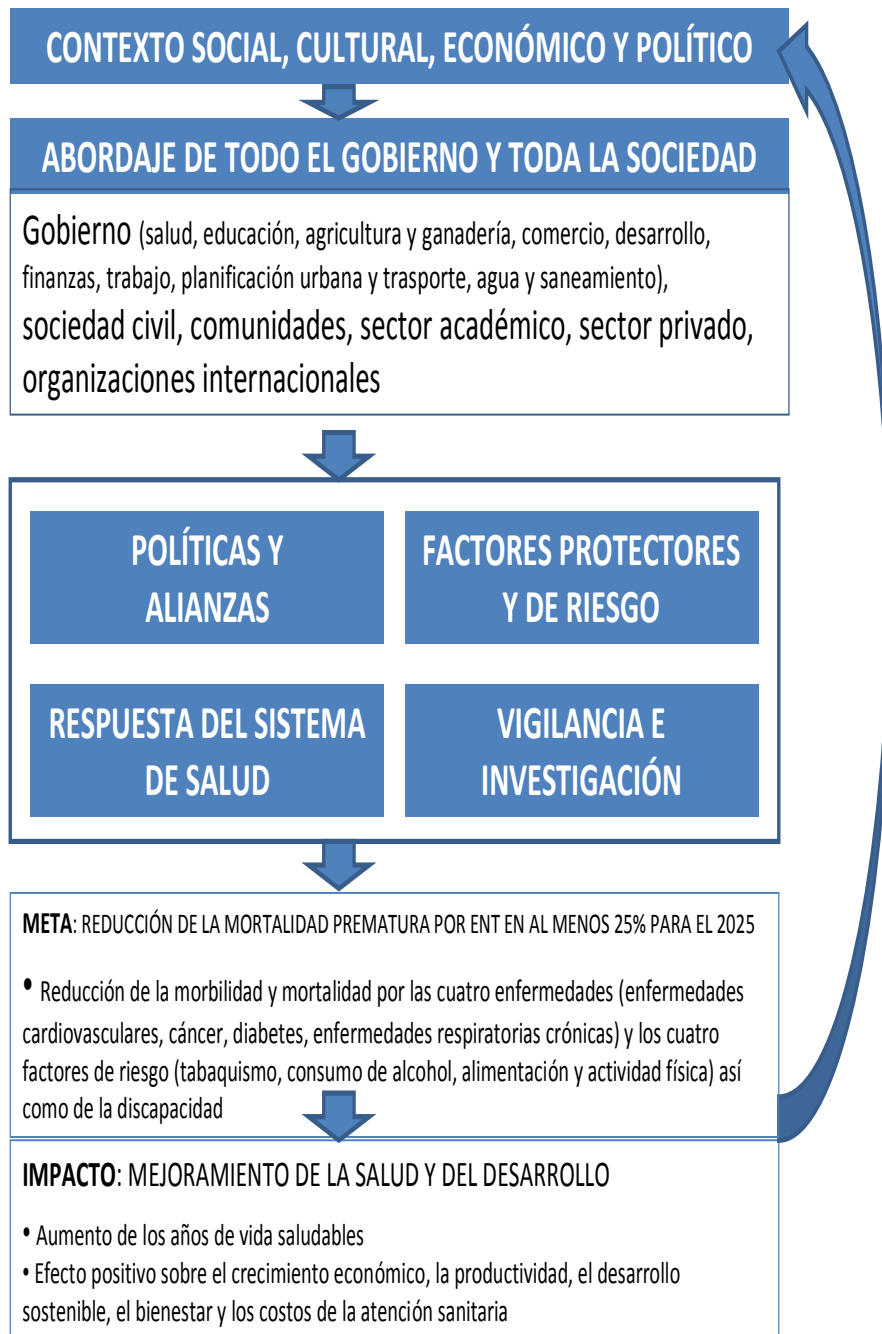 CONTEXTO SOCIAL, CULTURAL, ECONÓMICO Y POLÍTICO
ABORDAJE DE TODO EL GOBIERNO Y TODA LA SOCIEDAD
Gobierno (salud, educación, agricultura y ganadería, comercio, desarrollo,
finanzas, trabajo, planificación urbana y trasporte, agua y saneamiento),
sociedad civil, comunidades, sector académico, sector privado,
organizaciones internacionales
POLÍTICAS Y
ALIANZAS
FACTORES PROTECTORES
Y DE RIESGO
RESPUESTA DEL SISTEMA
DE SALUD
VIGILANCIA E
INVESTIGACIÓN
META: REDUCCIÓN DE LA MORTALIDAD PREMATURA POR ENT EN AL MENOS 25% PARA EL 2025
• Reducción de la morbilidad y mortalidad por las cuatro enfermedades (enfermedades
cardiovasculares, cáncer, diabetes, enfermedades respiratorias crónicas) y los cuatro
factores de riesgo (tabaquismo, consumo de alcohol, alimentación y actividad física) así
como de la discapacidad
IMPACTO: MEJORAMIENTO DE LA SALUD Y DEL DESARROLLO
• Aumento de los años de vida saludables
• Efecto positivo sobre el crecimiento económico, la productividad, el desarrollo
sostenible, el bienestar y los costos de la atención sanitaria